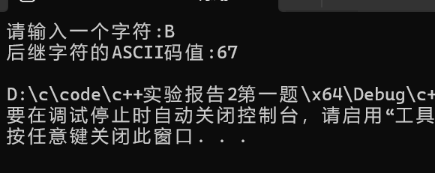 请输入一个字符:B
后继字符的ASCII码值:67
D:\c\code\c++实验报告2第一题\x64\Debug\c+
要在调试停止时自动关闭控制台，请启用“工具
按任意键关闭此窇口...